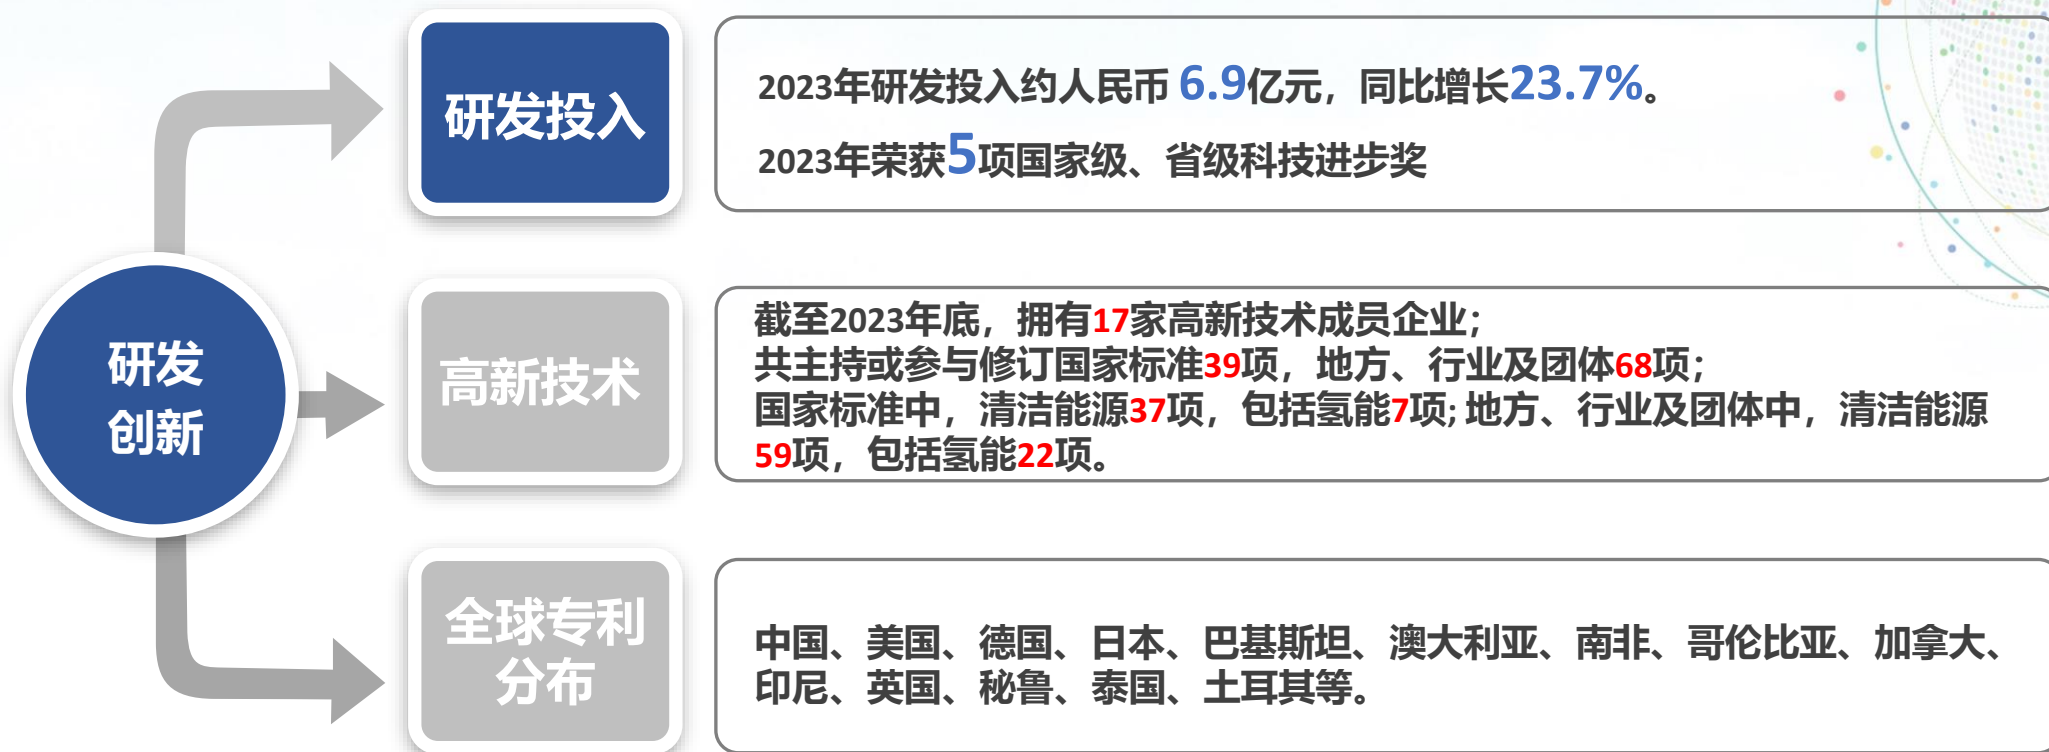 研发投入
2023年研发投入约人民币 6.9亿元，同比增长23.7%。
2023年荣获5项国家级、省级科技进步奖
研发
创新
高新技术
截至2023年底，拥有17家高新技术成员企业；
共主持或参与修订国家标准39项，地方、行业及团体68项；
国家标准中，清洁能源37项，包括氢能7项; 地方、行业及团体中，清洁能源
59项，包括氢能22项。
全球专利
分布
中国、美国、德国、日本、巴基斯坦、澳大利亚、南非、哥伦比亚、加拿大、
印尼、英国、秘鲁、泰国、土耳其等。